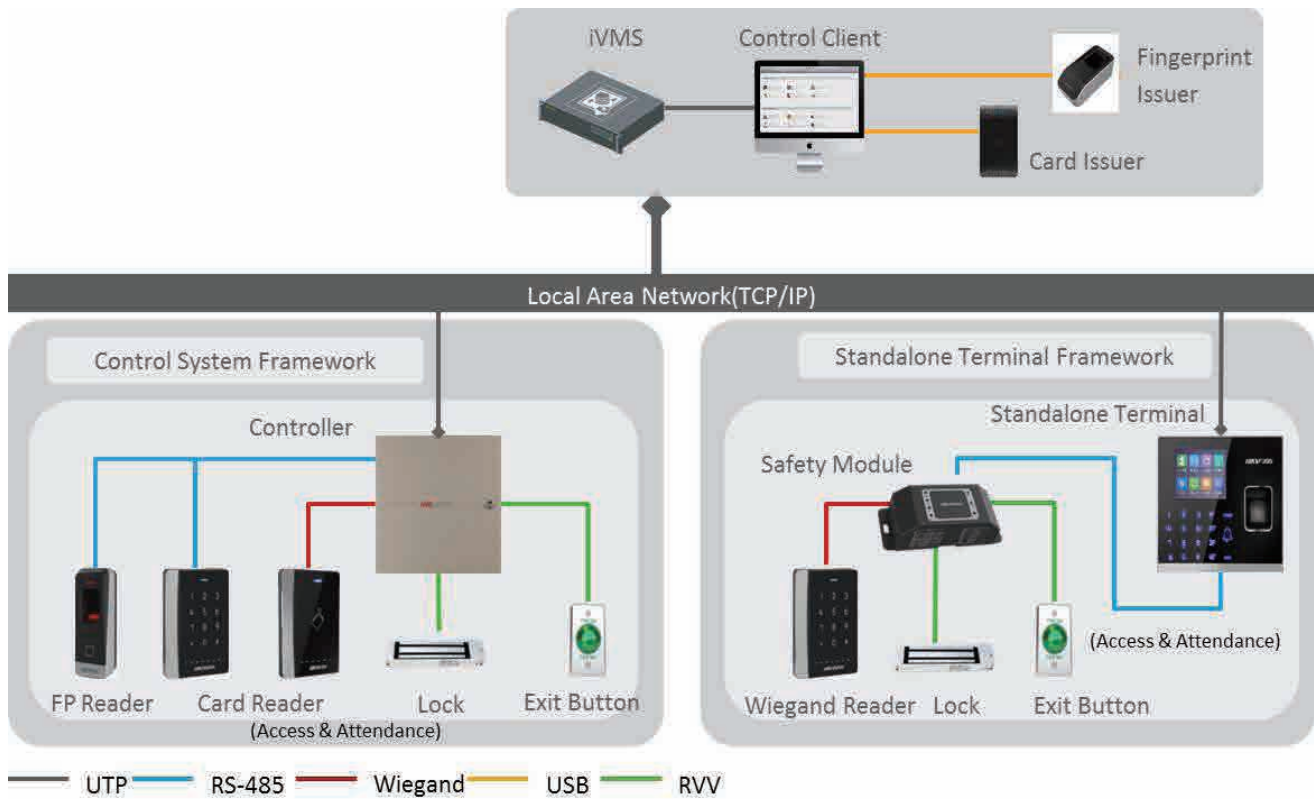 iVMS
Control Client
Fingerprint
Issuer
Card Issuer
Local Area Network(TCP/IP)
Control System Framework
Controller
FP Reader
Card Reader
(Access & Attendance)
Lock
Exit Button
Standalone Terminal Framework
Standalone Terminal
Safety Module
Wiegand Reader
Lock
Exit Button
(Access & Attendance)
UTP
RS-485
Wiegand
USB
RVV